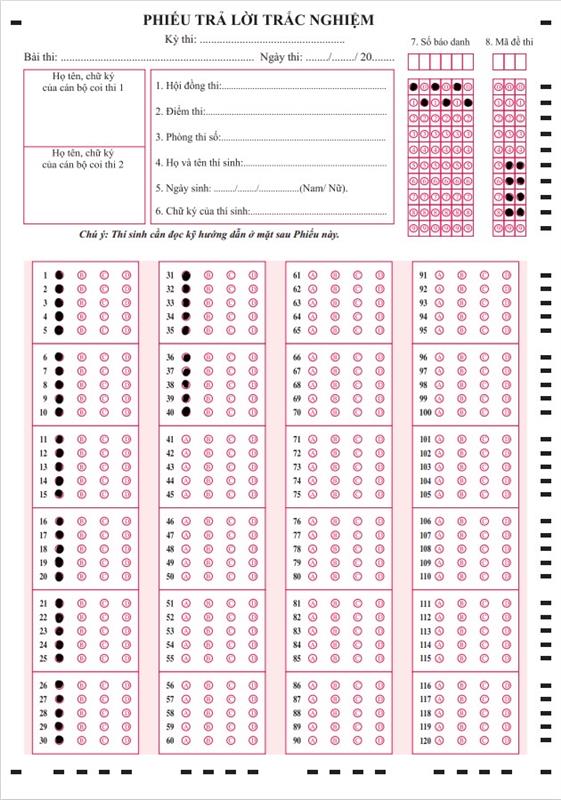 PHIẾU TRẢ LỜI TRẮC NGHIỆM
Kỳ thi: ................................................
Bài thi: ................................................................ Ngày thi: ......../......../ 20........
7. Số báo danh
8. Mã đề thi
Họ tên, chữ ký
của cán bộ coi thi 1
Họ tên, chữ ký
của cán bộ coi thi 2
1. Hội đồng thi:..........................................................
2. Điểm thi:................................................................
3. Phòng thi số:..........................................................
4. Họ và tên thí sinh:..................................................
5. Ngày sinh: ......../......../...............(Nam/ Nữ).
6. Chữ ký của thí sinh:................................................
Chú ý: Thí sinh cần đọc kỹ hướng dẫn ở mặt sau Phiếu này.
1 B C D 31 B C D 61 A B C D 91 A B C D
2 B C D 32 B C D 62 A B C D 92 A B C D
3 B C D 33 B C D 63 A B C D 93 A B C D
4 B C D 34 B C D 64 A B C D 94 A B C D
5 B C D 35 B C D 65 A B C D 95 A B C D
6 B C D 36 B C D 66 A B C D 96 A B C D
7 B C D 37 B C D 67 A B C D 97 A B C D
8 B C D 38 B C D 68 A B C D 98 A B C D
9 B C D 39 B C D 69 A B C D 99 A B C D
10 B C D 40 B C D 70 A B C D 100 A B C D
11 B C D 41 A B C D 71 A B C D 101 A B C D
12 B C D 42 A B C D 72 A B C D 102 A B C D
13 B C D 43 A B C D 73 A B C D 103 A B C D
14 B C D 44 A B C D 74 A B C D 104 A B C D
15 B C D 45 A B C D 75 A B C D 105 A B C D
16 B C D 46 A B C D 76 A B C D 106 A B C D
17 B C D 47 A B C D 77 A B C D 107 A B C D
18 B C D 48 A B C D 78 A B C D 108 A B C D
19 B C D 49 A B C D 79 A B C D 109 A B C D
20 B C D 50 A B C D 80 A B C D 110 A B C D
21 B C D 51 A B C D 81 A B C D 111 A B C D
22 B C D 52 A B C D 82 A B C D 112 A B C D
23 B C D 53 A B C D 83 A B C D 113 A B C D
24 B C D 54 A B C D 84 A B C D 114 A B C D
25 B C D 55 A B C D 85 A B C D 115 A B C D
26 B C D 56 A B C D 86 A B C D 116 A B C D
27 B C D 57 A B C D 87 A B C D 117 A B C D
28 B C D 58 A B C D 88 A B C D 118 A B C D
29 B C D 59 A B C D 89 A B C D 119 A B C D
30 B C D 60 A B C D 90 A B C D 120 A B C D